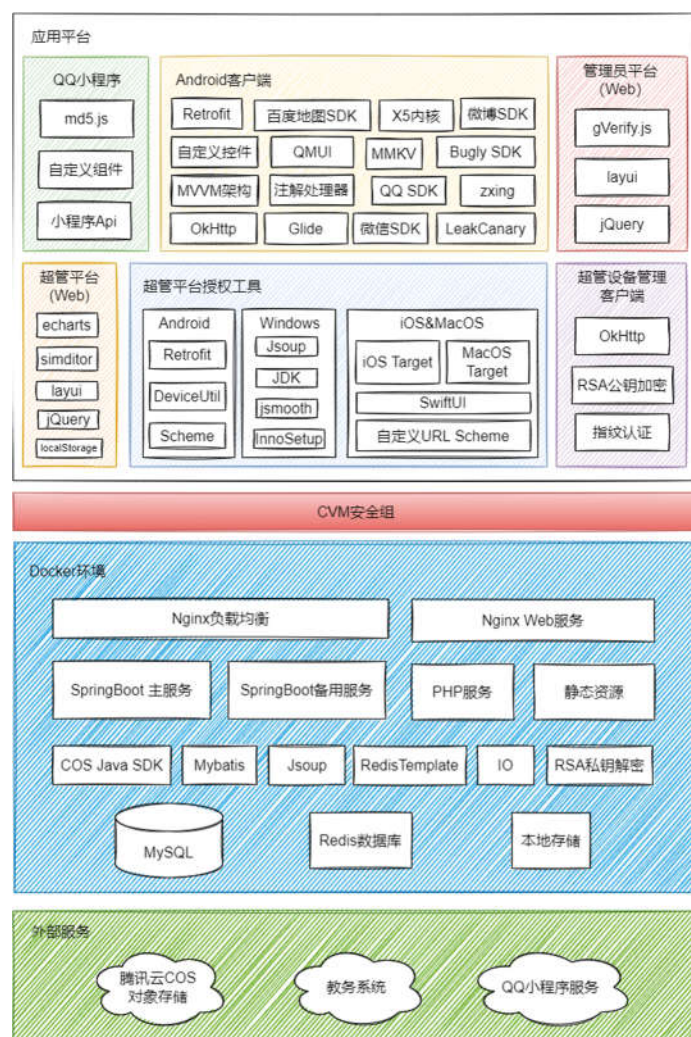 应用平台
QQ小程序
md5.js
自定义组件
小程序Api
Android客户端
Retrofit
百度地图SDK
X5内核
微博SDK
自定义控件
QMUI
MMKV
Bugly SDK
MVVM架构
注解处理器
QQ SDK
zxing
OkHttp
Glide
微信SDK
LeakCanary
管理员平台
(Web)
gVerify.js
layui
jQuery
超管平台
(Web)
echarts
simditor
layui
jQuery
localStorage
超管平台授权工具
Android
Retrofit
DeviceUtil
Scheme
Windows
Jsoup
JDK
jsmooth
InnoSetup
iOS&MacOS
iOS Target
MacOS
Target
SwiftUI
自定义URL Scheme
超管设备管理
客户端
OkHttp
RSA公钥加密
指纹认证
CVM安全组
Docker环境
Nginx负载均衡
Nginx Web服务
SpringBoot 主服务
SpringBoot备用服务
PHP服务
静态资源
COS Java SDK
Mybatis
Jsoup
RedisTemplate
IO
RSA私钥解密
MySQL
Redis数据库
本地存储
外部服务
腾讯云COS
对象存储
教务系统
QQ小程序服务